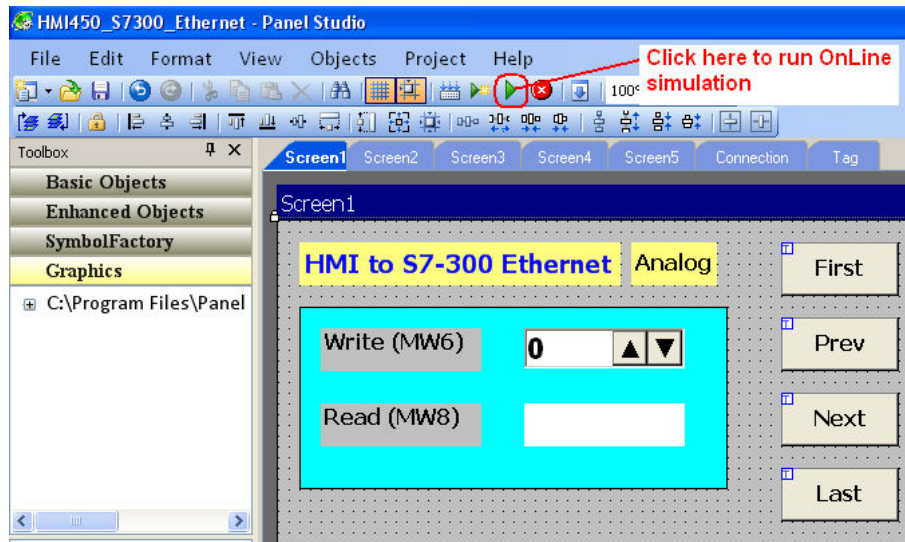 HMI450_S7300_Ethernet - Panel Studio
File Edit Format View Objects Project Help
Click here to run OnLine
simulation
100%
Toolbox
Screen1 Screen2 Screen3 Screen4 Screen5 Connection Tag
Basic Objects
Enhanced Objects
SymbolFactory
Graphics
C:\Program Files\Panel
Screen1
HMI to S7-300 Ethernet Analog
First
Write (MW6) 0
Prev
Read (MW8)
Next
Last